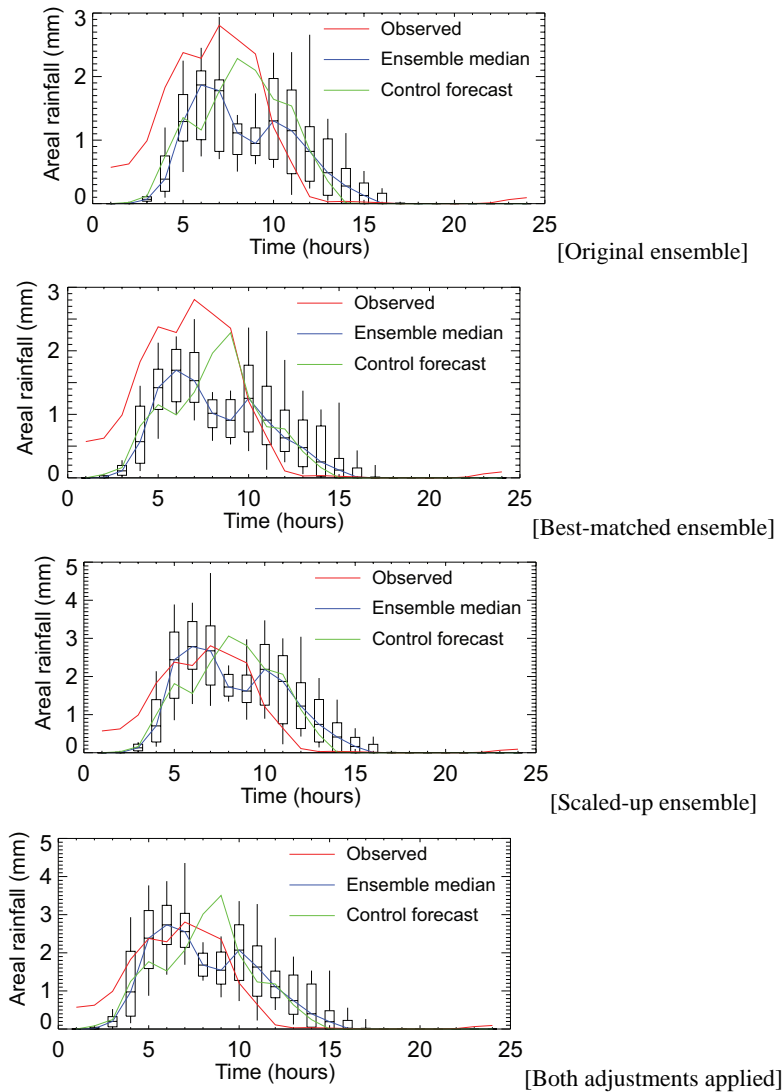 3
2
1
0
Areal rainfall (mm)
Observed
Ensemble median
Control forecast
0 5 10 15 20 25
Time (hours)
[Original ensemble]
3
2
1
0
Areal rainfall (mm)
Observed
Ensemble median
Control forecast
0 5 10 15 20 25
Time (hours)
[Best-matched ensemble]
5
4
3
2
1
0
Areal rainfall (mm)
Observed
Ensemble median
Control forecast
0 5 10 15 20 25
Time (hours)
[Scaled-up ensemble]
5
4
3
2
1
0
Areal rainfall (mm)
Observed
Ensemble median
Control forecast
0 5 10 15 20 25
Time (hours)
[Both adjustments applied]